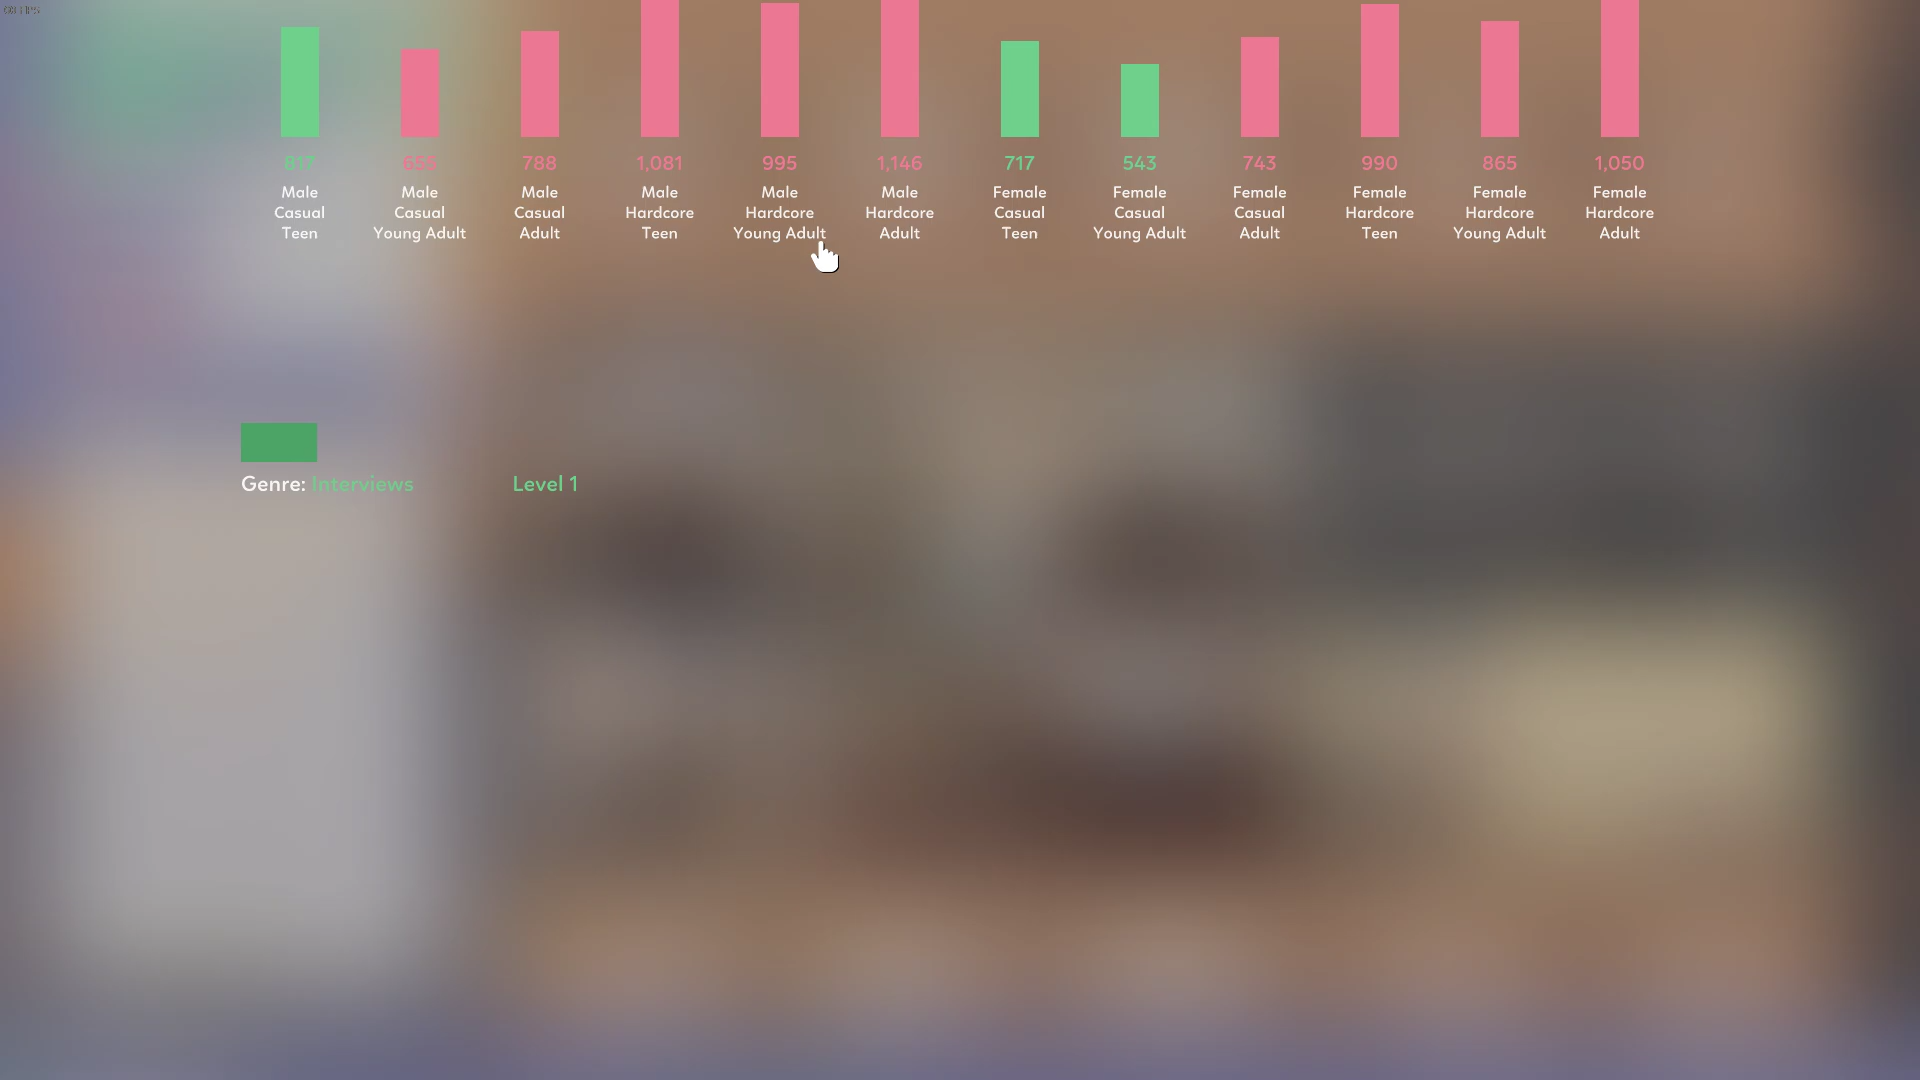 60 FPS
817 655 788 1,081 995 1,146 717 543 743 990 865 1,050
Male Male Male Male Male Male Female Female Female Female Female Female
Casual Casual Casual Hardcore Hardcore Hardcore Casual Casual Casual Hardcore Hardcore Hardcore
Teen Young Adult Adult Teen Young Adult Adult Teen Young Adult Adult Teen Young Adult Adult
Genre: Interviews Level 1